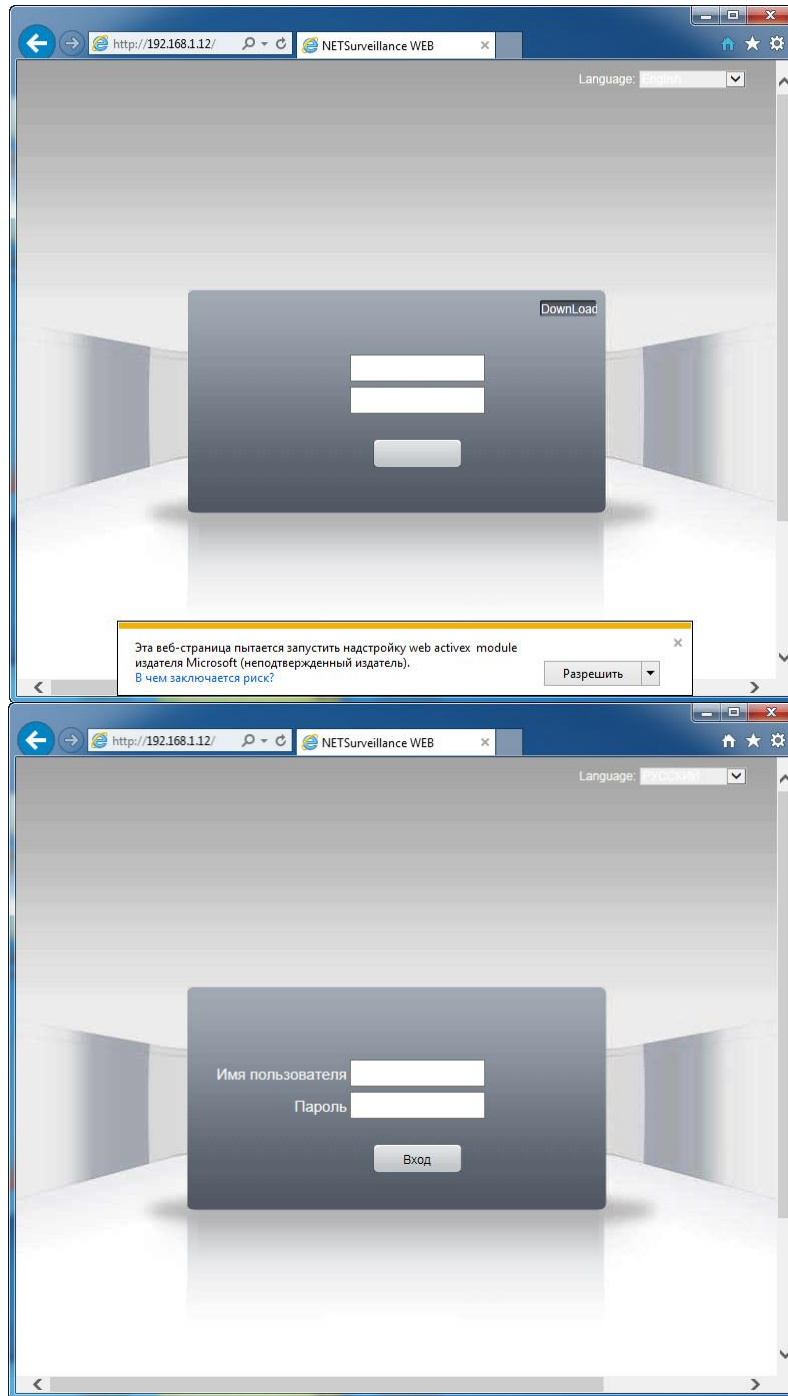 http://192.168.1.12/
NETSurveillance WEB
Language: English
DownLoad
Эта веб-страница пытается запустить надстройку web activex module
издателя Microsoft (неподтвержденный издатель).
В чем заключается риск?
Разрешить
http://192.168.1.12/
NETSurveillance WEB
Language: РУССКИЙ
Имя пользователя
Пароль
Вход